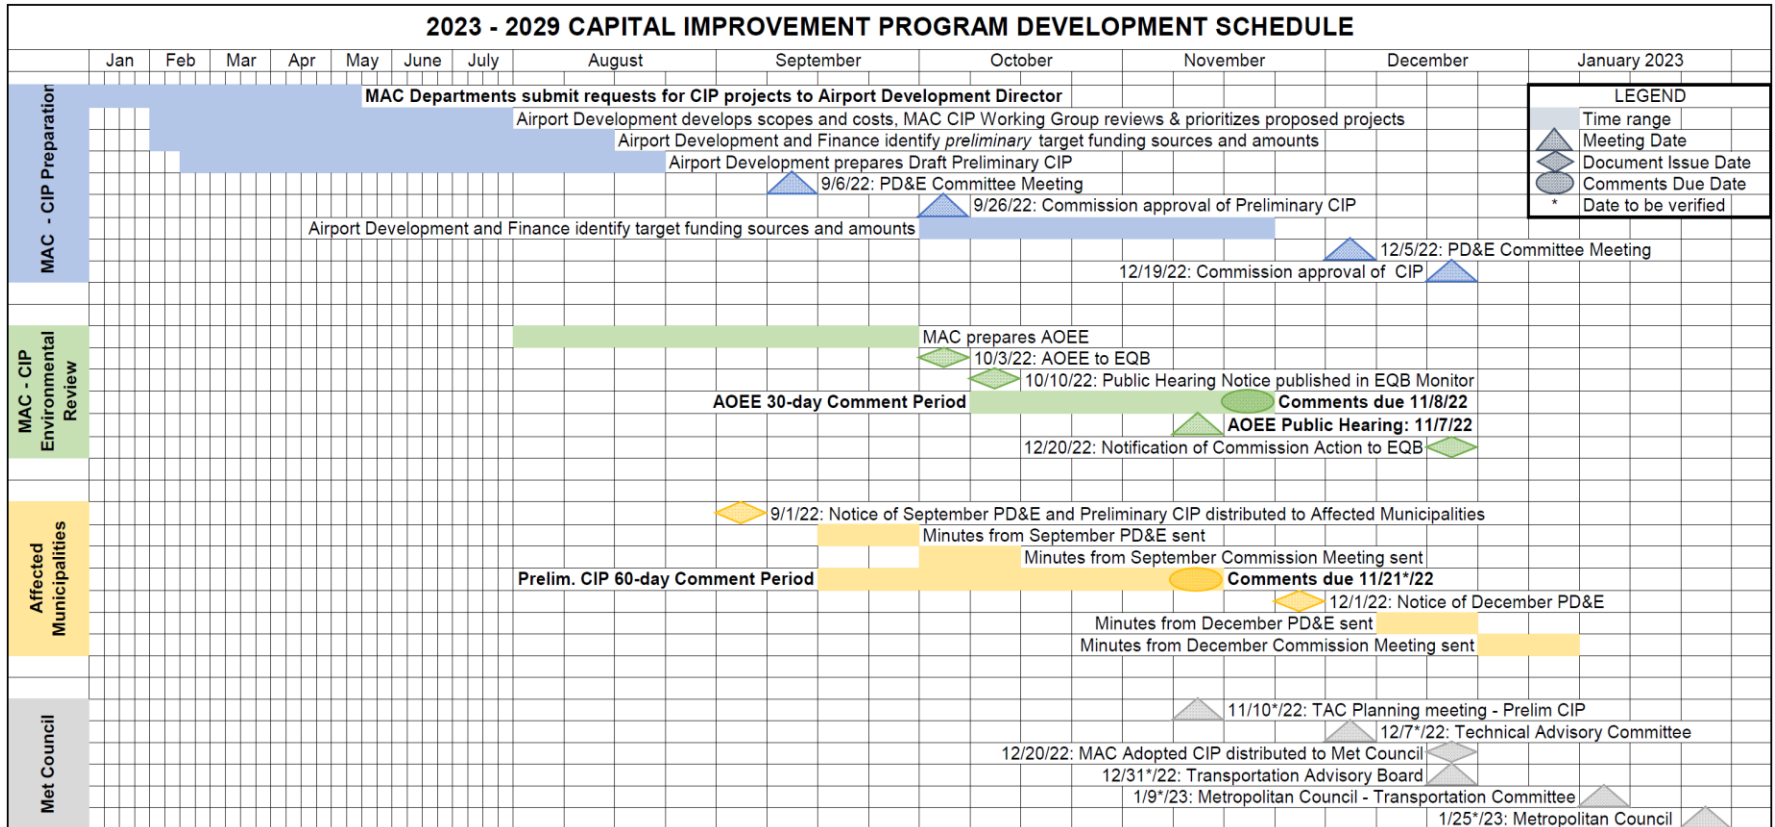 2023 - 2029 CAPITAL IMPROVEMENT PROGRAM DEVELOPMENT SCHEDULE
Jan Feb Mar Apr May June July August September October November December January 2023
MAC - CIP Preparation
MAC Departments submit requests for CIP projects to Airport Development Director
Airport Development develops scopes and costs, MAC CIP Working Group reviews & prioritizes proposed projects
Airport Development and Finance identify preliminary target funding sources and amounts
Airport Development prepares Draft Preliminary CIP
9/6/22: PD&E Committee Meeting
9/26/22: Commission approval of Preliminary CIP
Airport Development and Finance identify target funding sources and amounts
12/5/22: PD&E Committee Meeting
12/19/22: Commission approval of CIP
LEGEND
Time range
Meeting Date
Document Issue Date
Comments Due Date
* Date to be verified
MAC - CIP
Environmental
Review
MAC prepares AOEE
10/3/22: AOEE to EQB
10/10/22: Public Hearing Notice published in EQB Monitor
AOEE 30-day Comment Period Comments due 11/8/22
AOEE Public Hearing: 11/7/22
12/20/22: Notification of Commission Action to EQB
Affected
Municipalities
9/1/22: Notice of September PD&E and Preliminary CIP distributed to Affected Municipalities
Minutes from September PD&E sent
Minutes from September Commission Meeting sent
Prelim. CIP 60-day Comment Period Comments due 11/21*/22
12/1/22: Notice of December PD&E
Minutes from December PD&E sent
Minutes from December Commission Meeting sent
Met Council
11/10*/22: TAC Planning meeting - Prelim CIP
12/7*/22: Technical Advisory Committee
12/20/22: MAC Adopted CIP distributed to Met Council
12/31*/22: Transportation Advisory Board
1/9*/23: Metropolitan Council - Transportation Committee
1/25*/23: Metropolitan Council